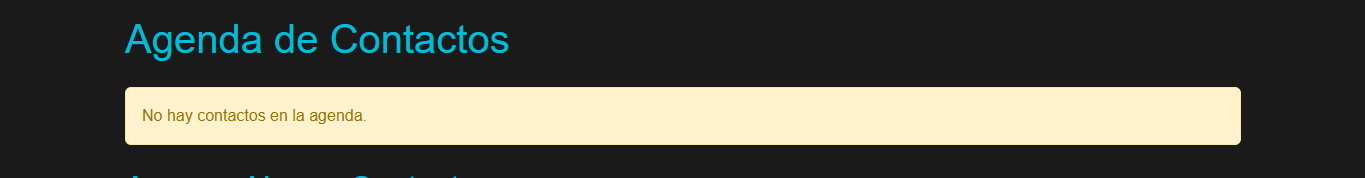 Agenda de Contactos
No hay contactos en la agenda.